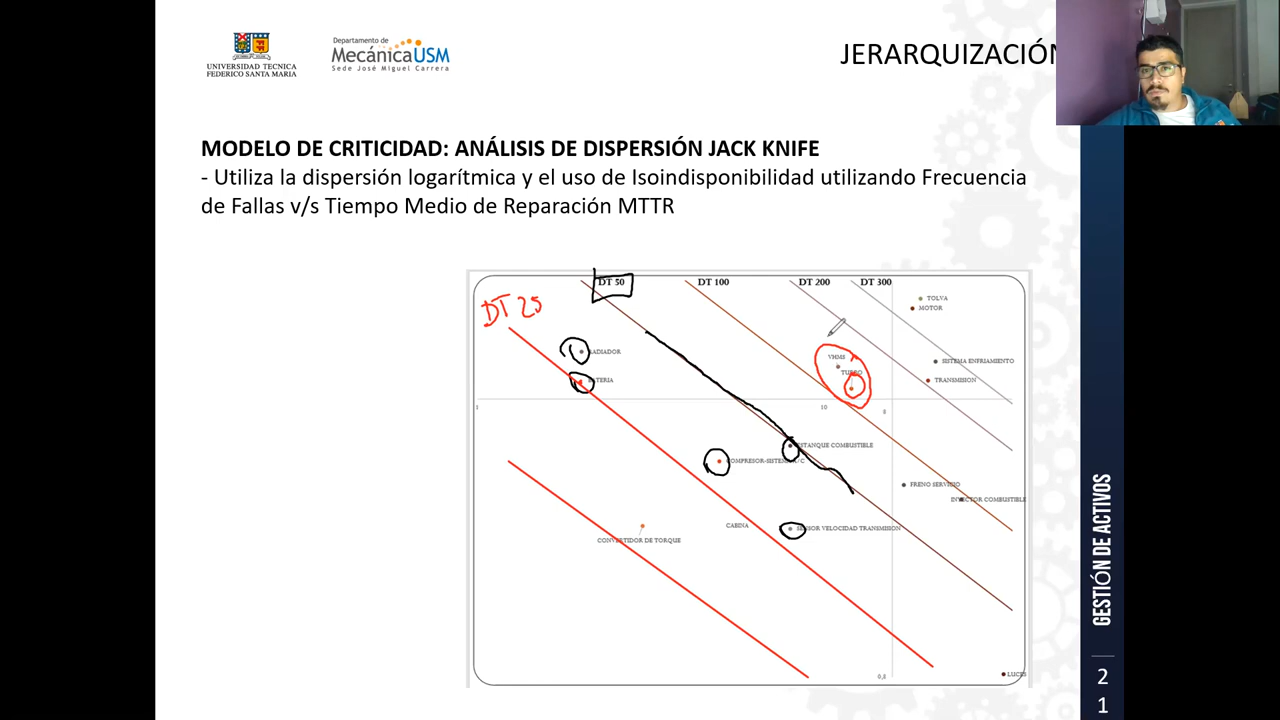 UNIVERSIDAD TECNICA
FEDERICO SANTA MARIA
Departamento de
MecánicaUSM
Sede José Miguel Carrera
JERARQUIZACIÓN
MODELO DE CRITICIDAD: ANÁLISIS DE DISPERSIÓN JACK KNIFE
- Utiliza la dispersión logarítmica y el uso de Isoindisponibilidad utilizando Frecuencia
de Fallas v/s Tiempo Medio de Reparación MTTR
DT 50
DT 100
DT 200
DT 300
DT 25
TOLVA
MOTOR
RADIADOR
VHMS
SISTEMA ENFRIAMIENTO
TURBO
BATERIA
TRANSMISION
1
10
8
ESTANQUE COMBUSTIBLE
COMPRESOR-SISTEMA A/C
FRENO SERVICIO
INYECTOR COMBUSTIBLE
CABINA
SENSOR VELOCIDAD TRANSMISION
CONVERTIDOR DE TORQUE
0,8
LUCES
GESTIÓN DE ACTIVOS
2
1